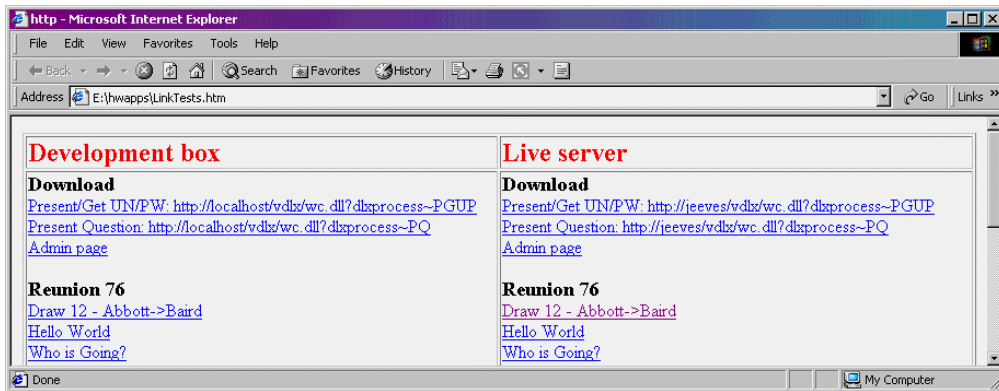 http - Microsoft Internet Explorer
File Edit View Favorites Tools Help
Back Search Favorites History
Address E:\hwapps\LinkTests.htm Go Links »
Development box
Download
Present/Get UN/PW: http://localhost/vdlx/wc.dll?dlxprocess~PGUP
Present Question: http://localhost/vdlx/wc.dll?dlxprocess~PQ
Admin page
Reunion 76
Draw 12 - Abbott->Baird
Hello World
Who is Going?
Live server
Download
Present/Get UN/PW: http://jeeves/vdlx/wc.dll?dlxprocess~PGUP
Present Question: http://jeeves/vdlx/wc.dll?dlxprocess~PQ
Admin page
Reunion 76
Draw 12 - Abbott->Baird
Hello World
Who is Going?
Done My Computer